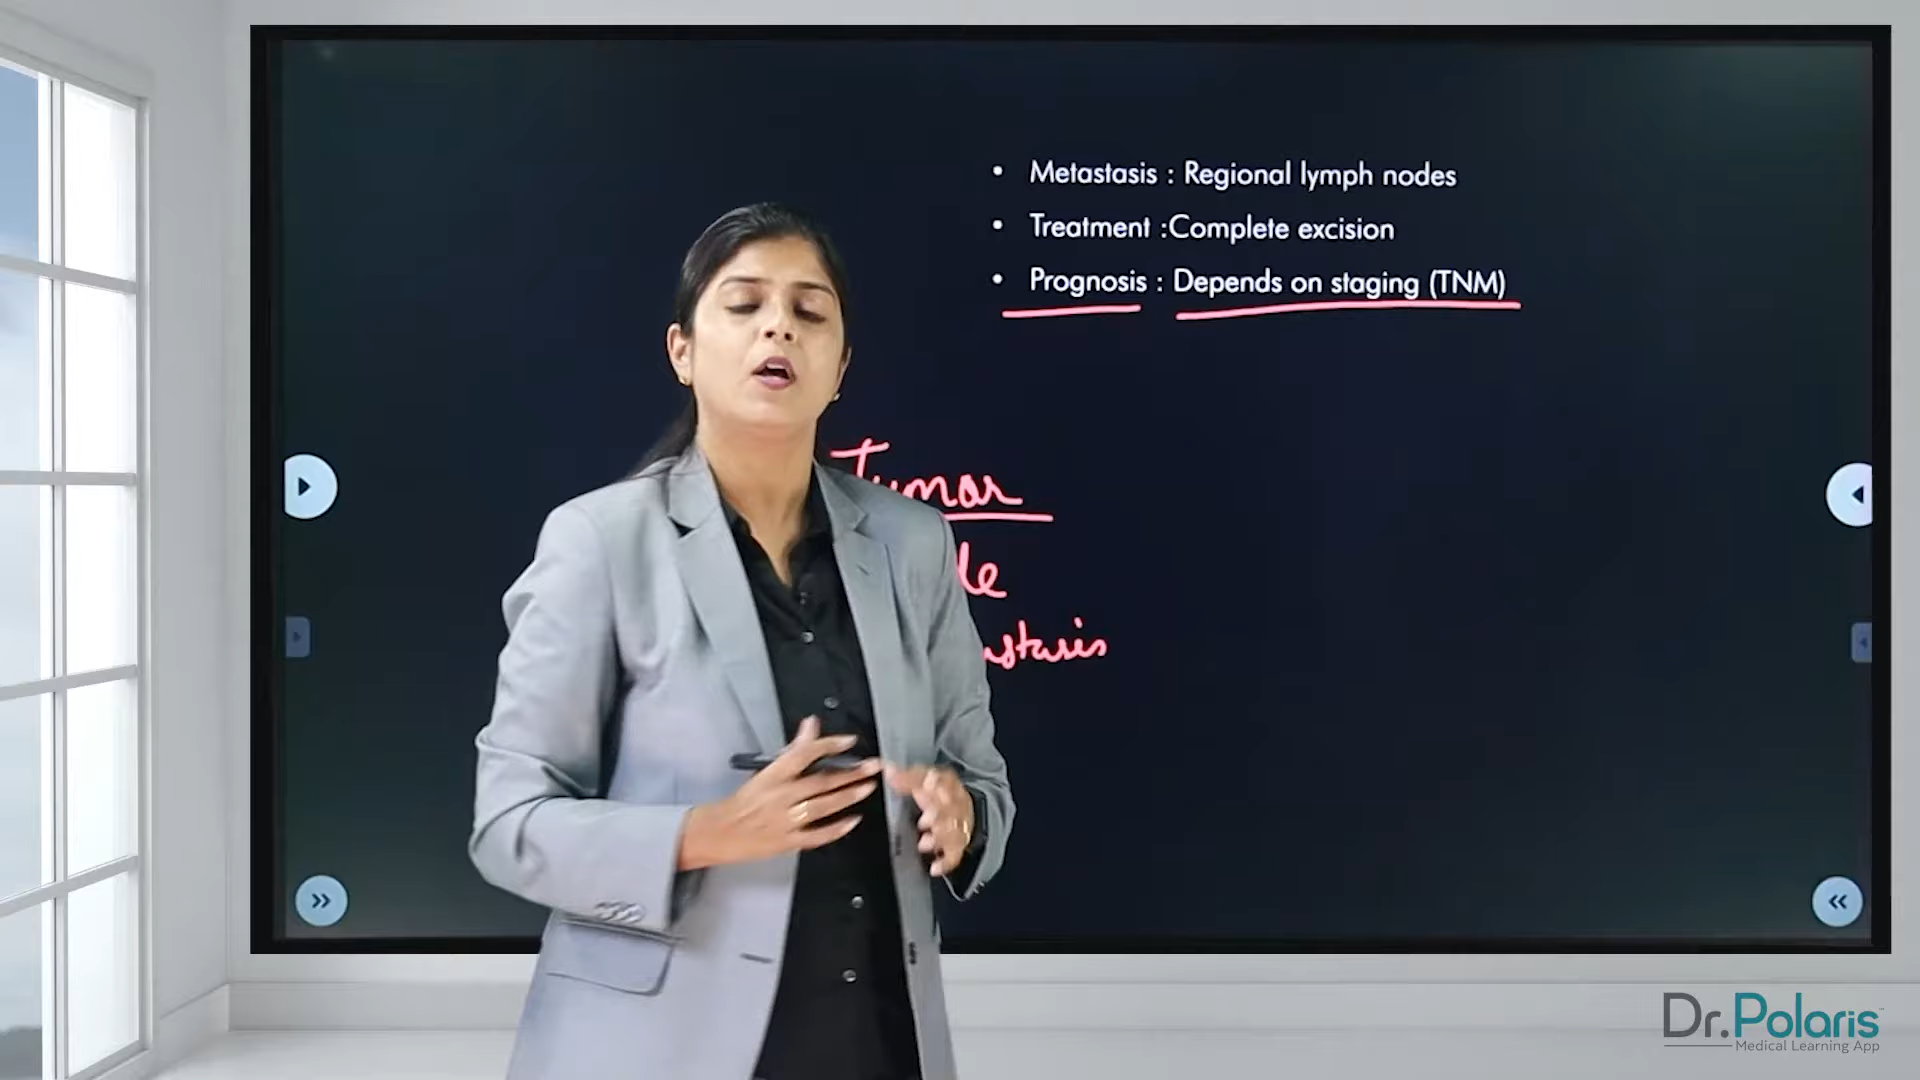 • Metastasis : Regional lymph nodes
• Treatment :Complete excision
• Prognosis : Depends on staging (TNM)
Tumor
Dr.Polaris
Medical Learning App